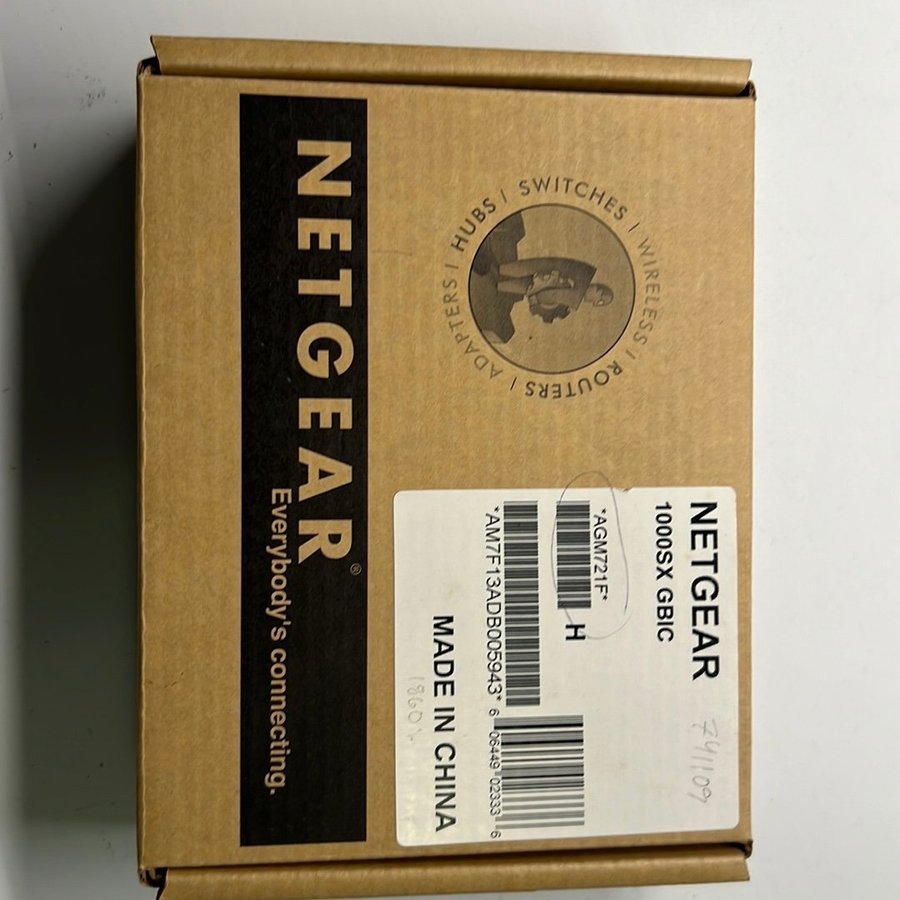 SWITCHES / WIRELESS / ROUTERS / ADAPTERS / HUBS /
NETGEAR®
Everybody's connecting.
NETGEAR
1000SX GBIC
741109
*AGM721F*
H
*AM7F13ADB005943*
6 06449 02333 6
MADE IN CHINA